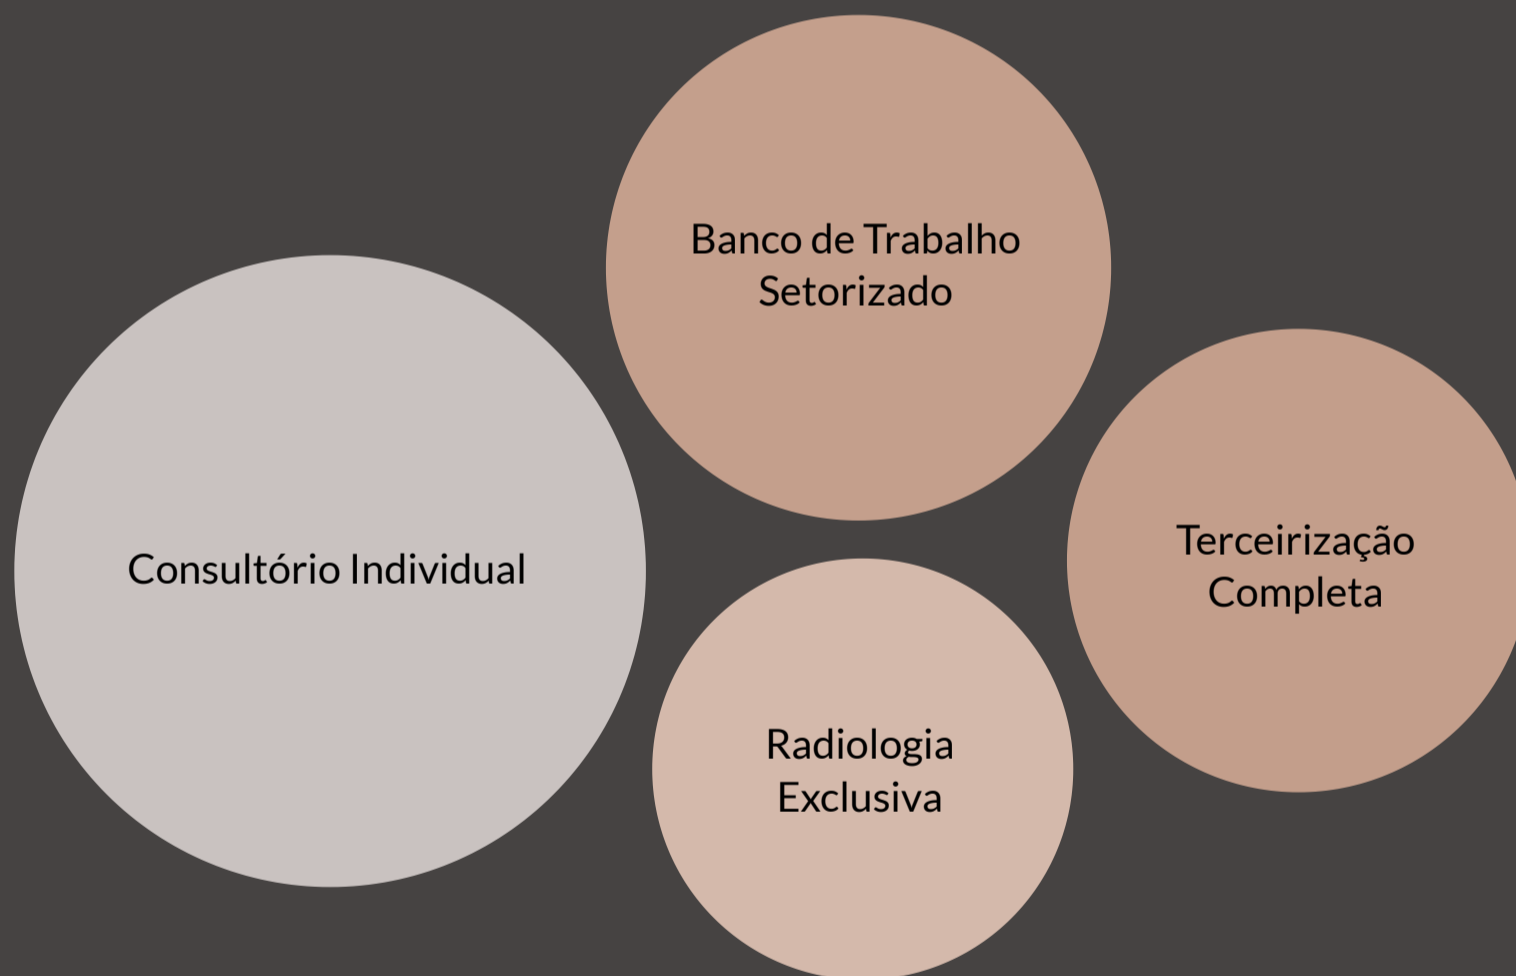 Banco de Trabalho
Setorizado
Consultório Individual
Terceirização
Completa
Radiologia
Exclusiva